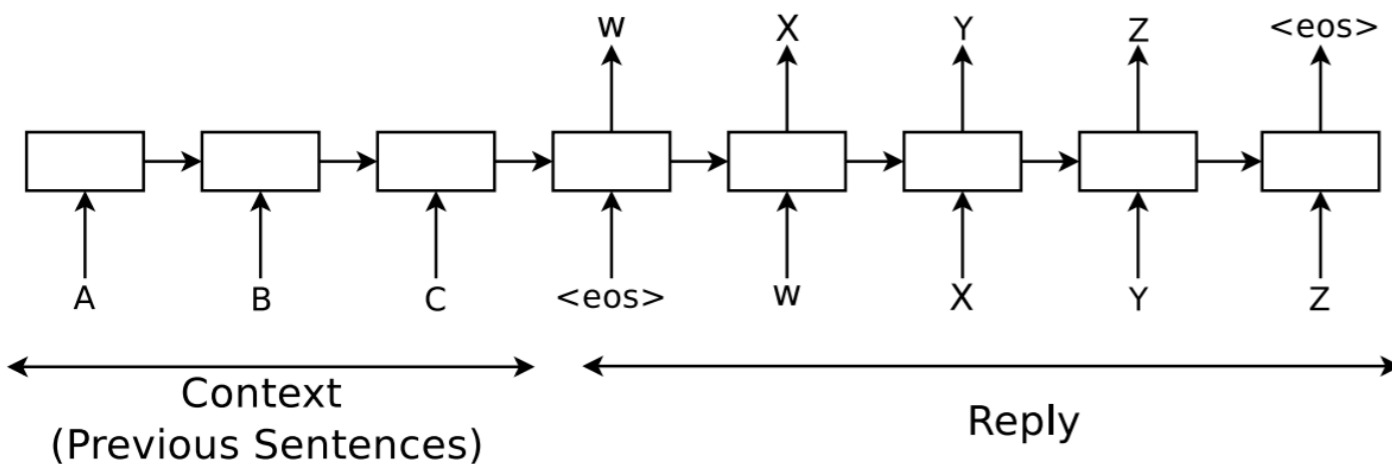 W X Y Z <eos>
A B C <eos> W X Y Z
Context
(Previous Sentences)
Reply